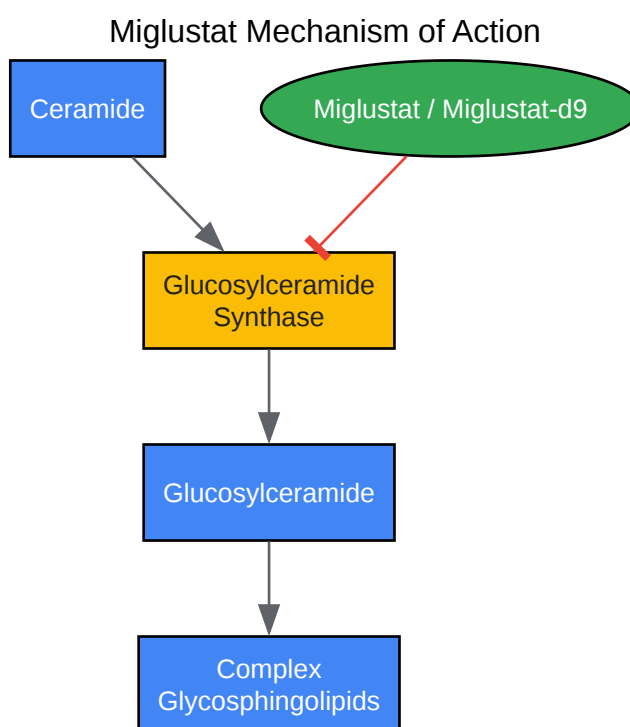 Miglustat Mechanism of Action
Ceramide
Miglustat / Miglustat-d9
Glucosylceramide
Synthase
Glucosylceramide
Complex
Glycosphingolipids